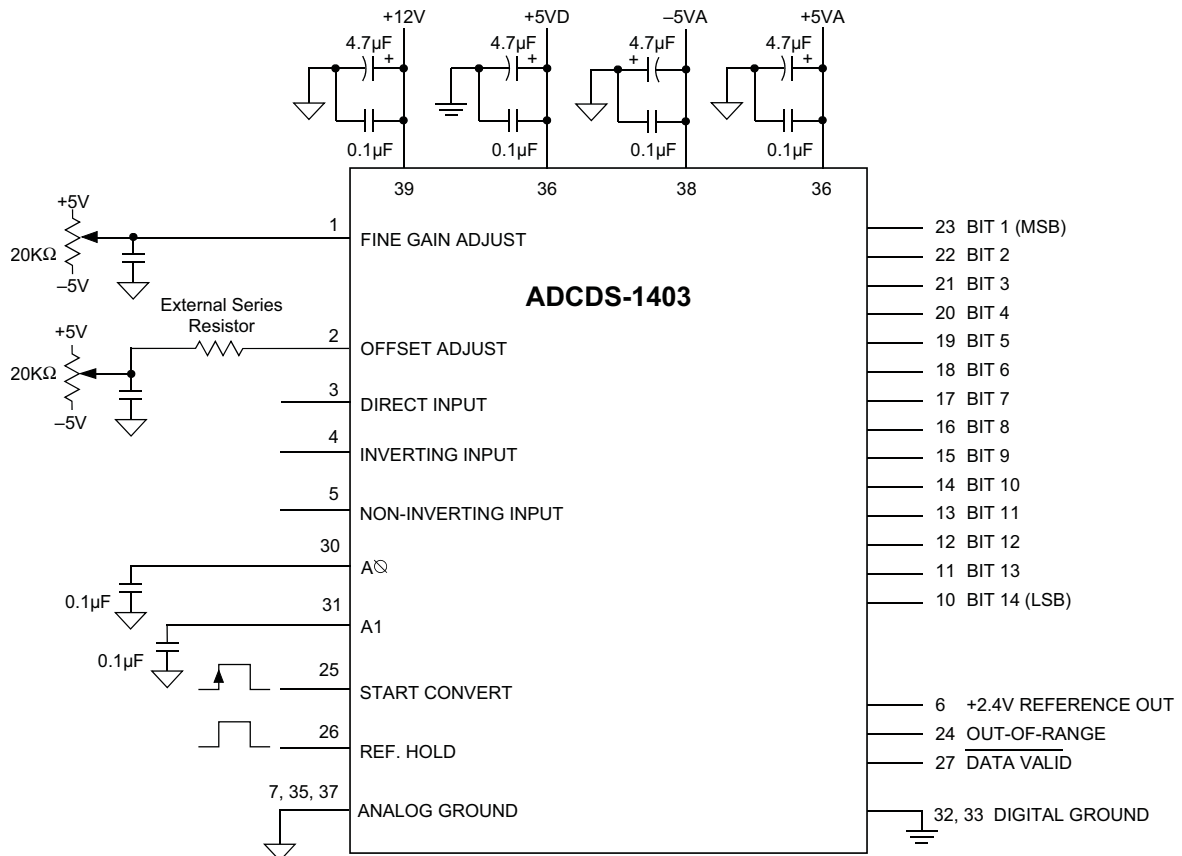 +12V
+5VD
–5VA
+5VA
4.7µF
+
4.7µF
+
4.7µF
+
4.7µF
+
0.1µF
0.1µF
0.1µF
0.1µF
39
36
38
36
+5V
20KΩ
–5V
1
FINE GAIN ADJUST
ADCDS-1403
External Series
Resistor
+5V
20KΩ
–5V
2
OFFSET ADJUST
3
DIRECT INPUT
4
INVERTING INPUT
5
NON-INVERTING INPUT
30
A∅
0.1µF
31
A1
0.1µF
25
START CONVERT
26
REF. HOLD
7, 35, 37
ANALOG GROUND
23 BIT 1 (MSB)
22 BIT 2
21 BIT 3
20 BIT 4
19 BIT 5
18 BIT 6
17 BIT 7
16 BIT 8
15 BIT 9
14 BIT 10
13 BIT 11
12 BIT 12
11 BIT 13
10 BIT 14 (LSB)
6 +2.4V REFERENCE OUT
24 OUT-OF-RANGE
27 DATA VALID
32, 33 DIGITAL GROUND